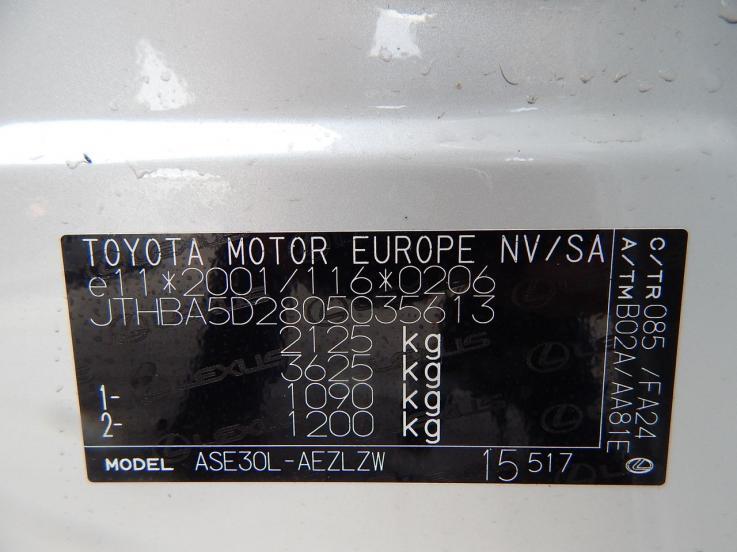 TOYOTA MOTOR EUROPE NV/SA
e11*2001/116*0206
JTHBA5D2805035613
2125 kg
3625 kg
1- 1090 kg
2- 1200 kg
MODEL ASE30L-AEZLZW 15 517
C/TR 085 /FA24
A/TM B02A/AA81E
LEXUS